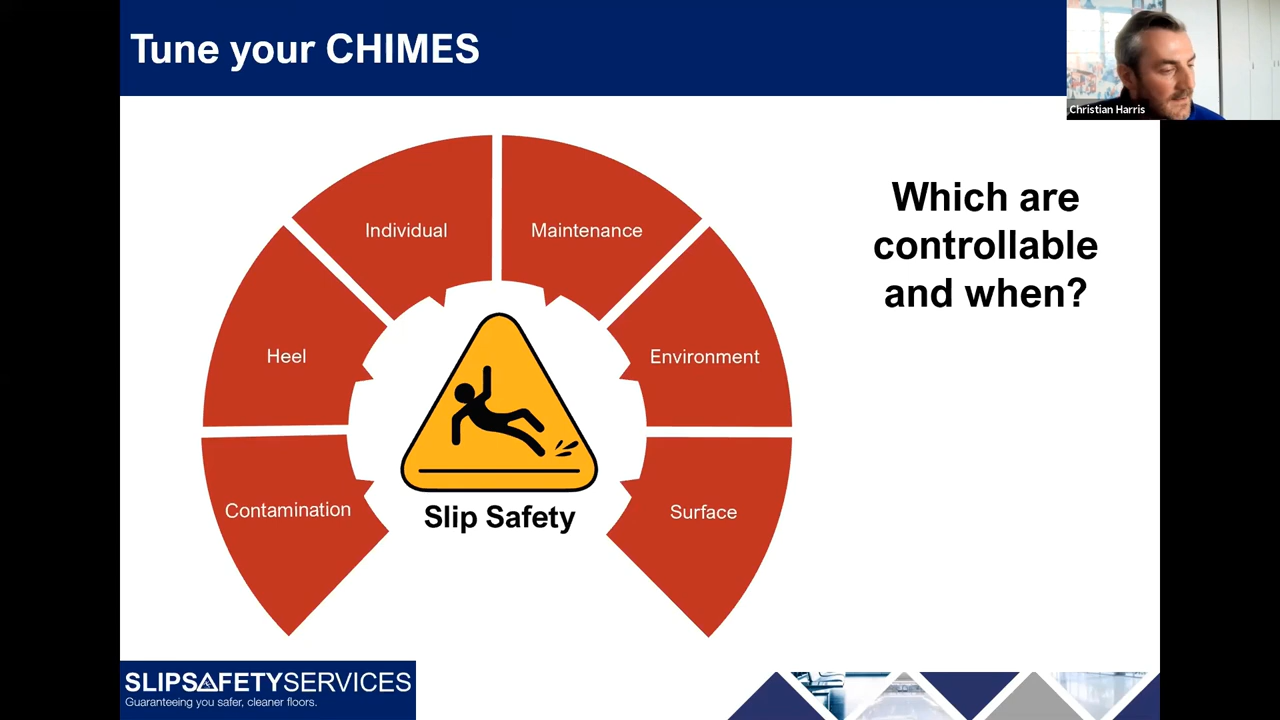 Tune your CHIMES
Christian Harris
Which are
controllable
and when?
Individual
Maintenance
Heel
Environment
Contamination
Surface
Slip Safety
SLIPSAFETYSERVICES
Guaranteeing you safer, cleaner floors.